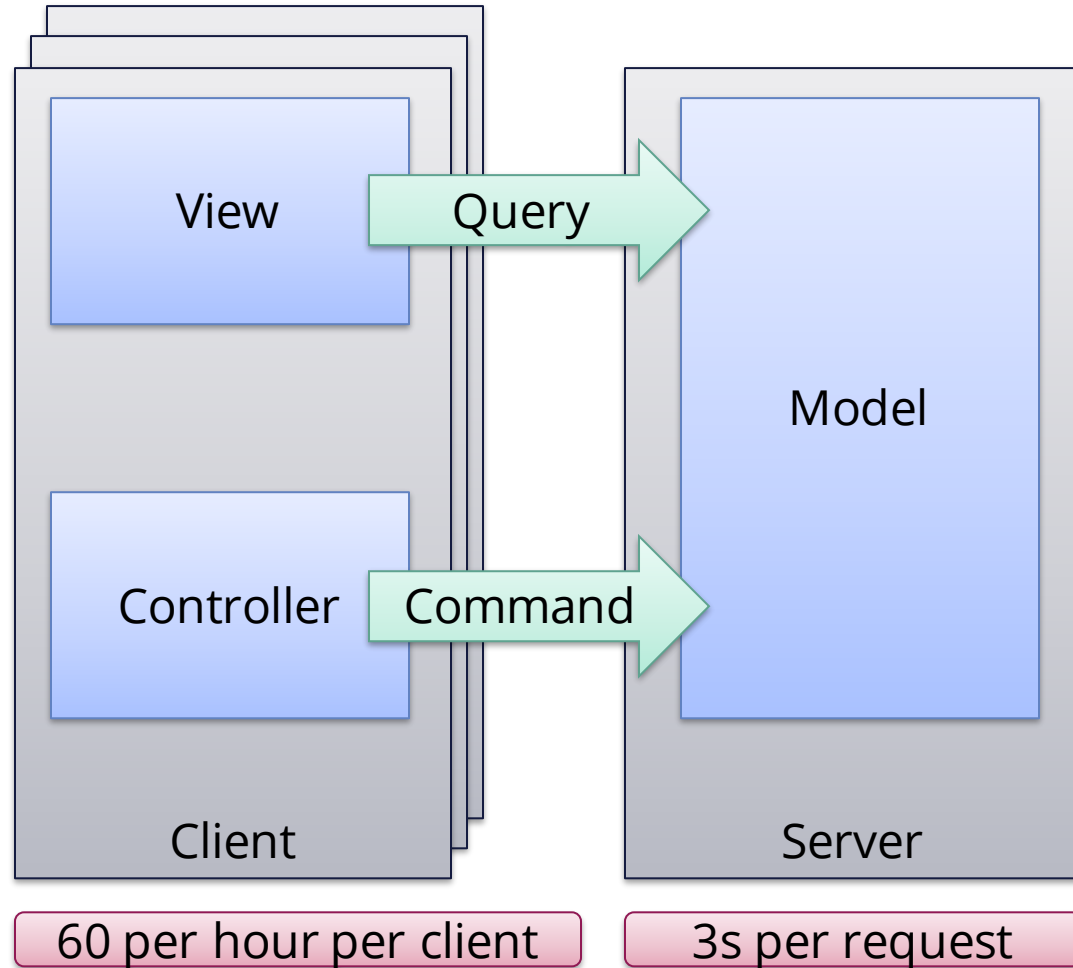 View
Query
Model
Controller
Command
Client
Server
60 per hour per client
3s per request